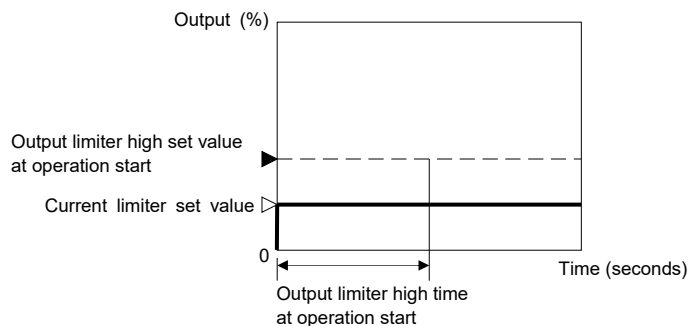 Output (%)
Output limiter high set value
at operation start
Current limiter set value
0
Time (seconds)
Output limiter high time
at operation start